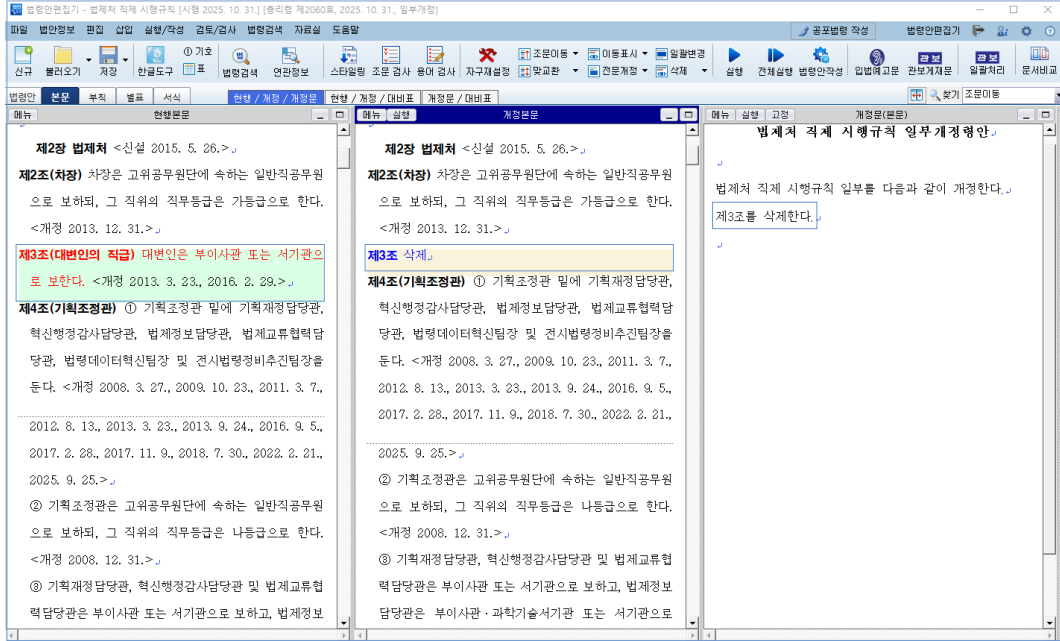 법령안편집기 - 법제처 직제 시행규칙 [시행 2025. 10. 31.] [총리령 제2060호, 2025. 10. 31., 일부개정]
파일 법안정보 편집 삽입 실행/작성 검토/검사 법령검색 자료실 도움말 공포법령 작성 법령안편집기
신규 불러오기 저장 한글도구 ① 기호 표 법령검색 연관정보 스타일링 조문 검사 용어 검사 자구재설정 조문이동 이동표시 일괄변경 맞교환 전문개정 삭제 실행 전체실행 법령안작성 입법예고문 관보게재문 일괄처리 문서비교
법령안 본문 부칙 별표 서식 현행 / 개정 / 개정문 현행 / 개정 / 대비표 개정문 / 대비표 찾기 조문이동
메뉴 현행본문
제2장 법제처 <신설 2015. 5. 26.>
제2조(차장) 차장은 고위공무원단에 속하는 일반직공무원
으로 보하되, 그 직위의 직무등급은 가등급으로 한다.
<개정 2013. 12. 31.>
제3조(대변인의 직급) 대변인은 부이사관 또는 서기관으
로 보한다. <개정 2013. 3. 23., 2016. 2. 29.>
제4조(기획조정관) ① 기획조정관 밑에 기획재정담당관,
혁신행정감사담당관, 법제정보담당관, 법제교류협력담
당관, 법령데이터혁신팀장 및 전시법령정비추진팀장을
둔다. <개정 2008. 3. 27., 2009. 10. 23., 2011. 3. 7.,
2012. 8. 13., 2013. 3. 23., 2013. 9. 24., 2016. 9. 5.,
2017. 2. 28., 2017. 11. 9., 2018. 7. 30., 2022. 2. 21.,
2025. 9. 25.>
② 기획조정관은 고위공무원단에 속하는 일반직공무원
으로 보하되, 그 직위의 직무등급은 나등급으로 한다.
<개정 2008. 12. 31.>
③ 기획재정담당관, 혁신행정감사담당관 및 법제교류협
력담당관은 부이사관 또는 서기관으로 보하고, 법제정보
메뉴 실행 개정본문
제2장 법제처 <신설 2015. 5. 26.>
제2조(차장) 차장은 고위공무원단에 속하는 일반직공무원
으로 보하되, 그 직위의 직무등급은 가등급으로 한다.
<개정 2013. 12. 31.>
제3조 삭제
제4조(기획조정관) ① 기획조정관 밑에 기획재정담당관,
혁신행정감사담당관, 법제정보담당관, 법제교류협력담
당관, 법령데이터혁신팀장 및 전시법령정비추진팀장을
둔다. <개정 2008. 3. 27., 2009. 10. 23., 2011. 3. 7.,
2012. 8. 13., 2013. 3. 23., 2013. 9. 24., 2016. 9. 5.,
2017. 2. 28., 2017. 11. 9., 2018. 7. 30., 2022. 2. 21.,
2025. 9. 25.>
② 기획조정관은 고위공무원단에 속하는 일반직공무원
으로 보하되, 그 직위의 직무등급은 나등급으로 한다.
<개정 2008. 12. 31.>
③ 기획재정담당관, 혁신행정감사담당관 및 법제교류협
력담당관은 부이사관 또는 서기관으로 보하고, 법제정보
담당관은 부이사관·과학기술서기관 또는 서기관으로
메뉴 실행 고정 개정문(본문)
법제처 직제 시행규칙 일부개정령안
법제처 직제 시행규칙 일부를 다음과 같이 개정한다.
제3조를 삭제한다.